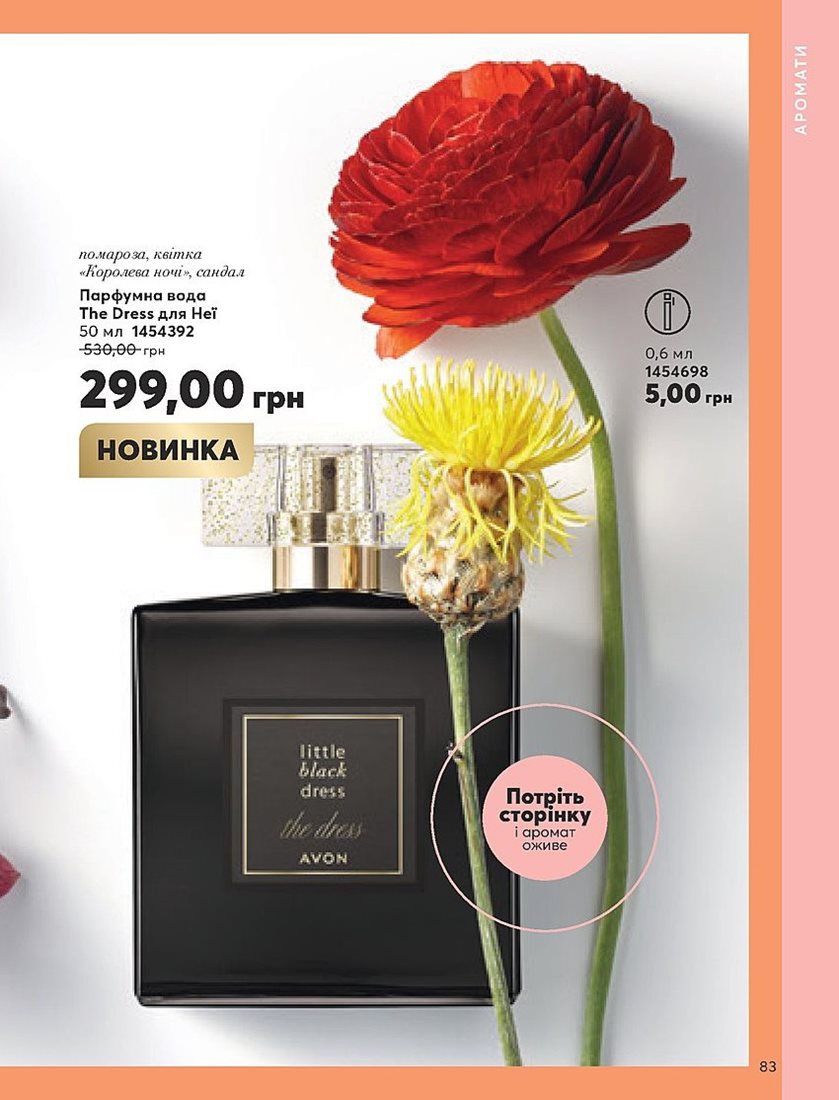 АРОМАТИ
помароза, квітка
«Королева ночі», сандал
Парфумна вода
The Dress для Неї
50 мл 1454392
530,00 грн
299,00 грн
НОВИНКА
0,6 мл
1454698
5,00 грн
little
black
dress
the dress
AVON
Потріть
сторінку
і аромат
оживе
83